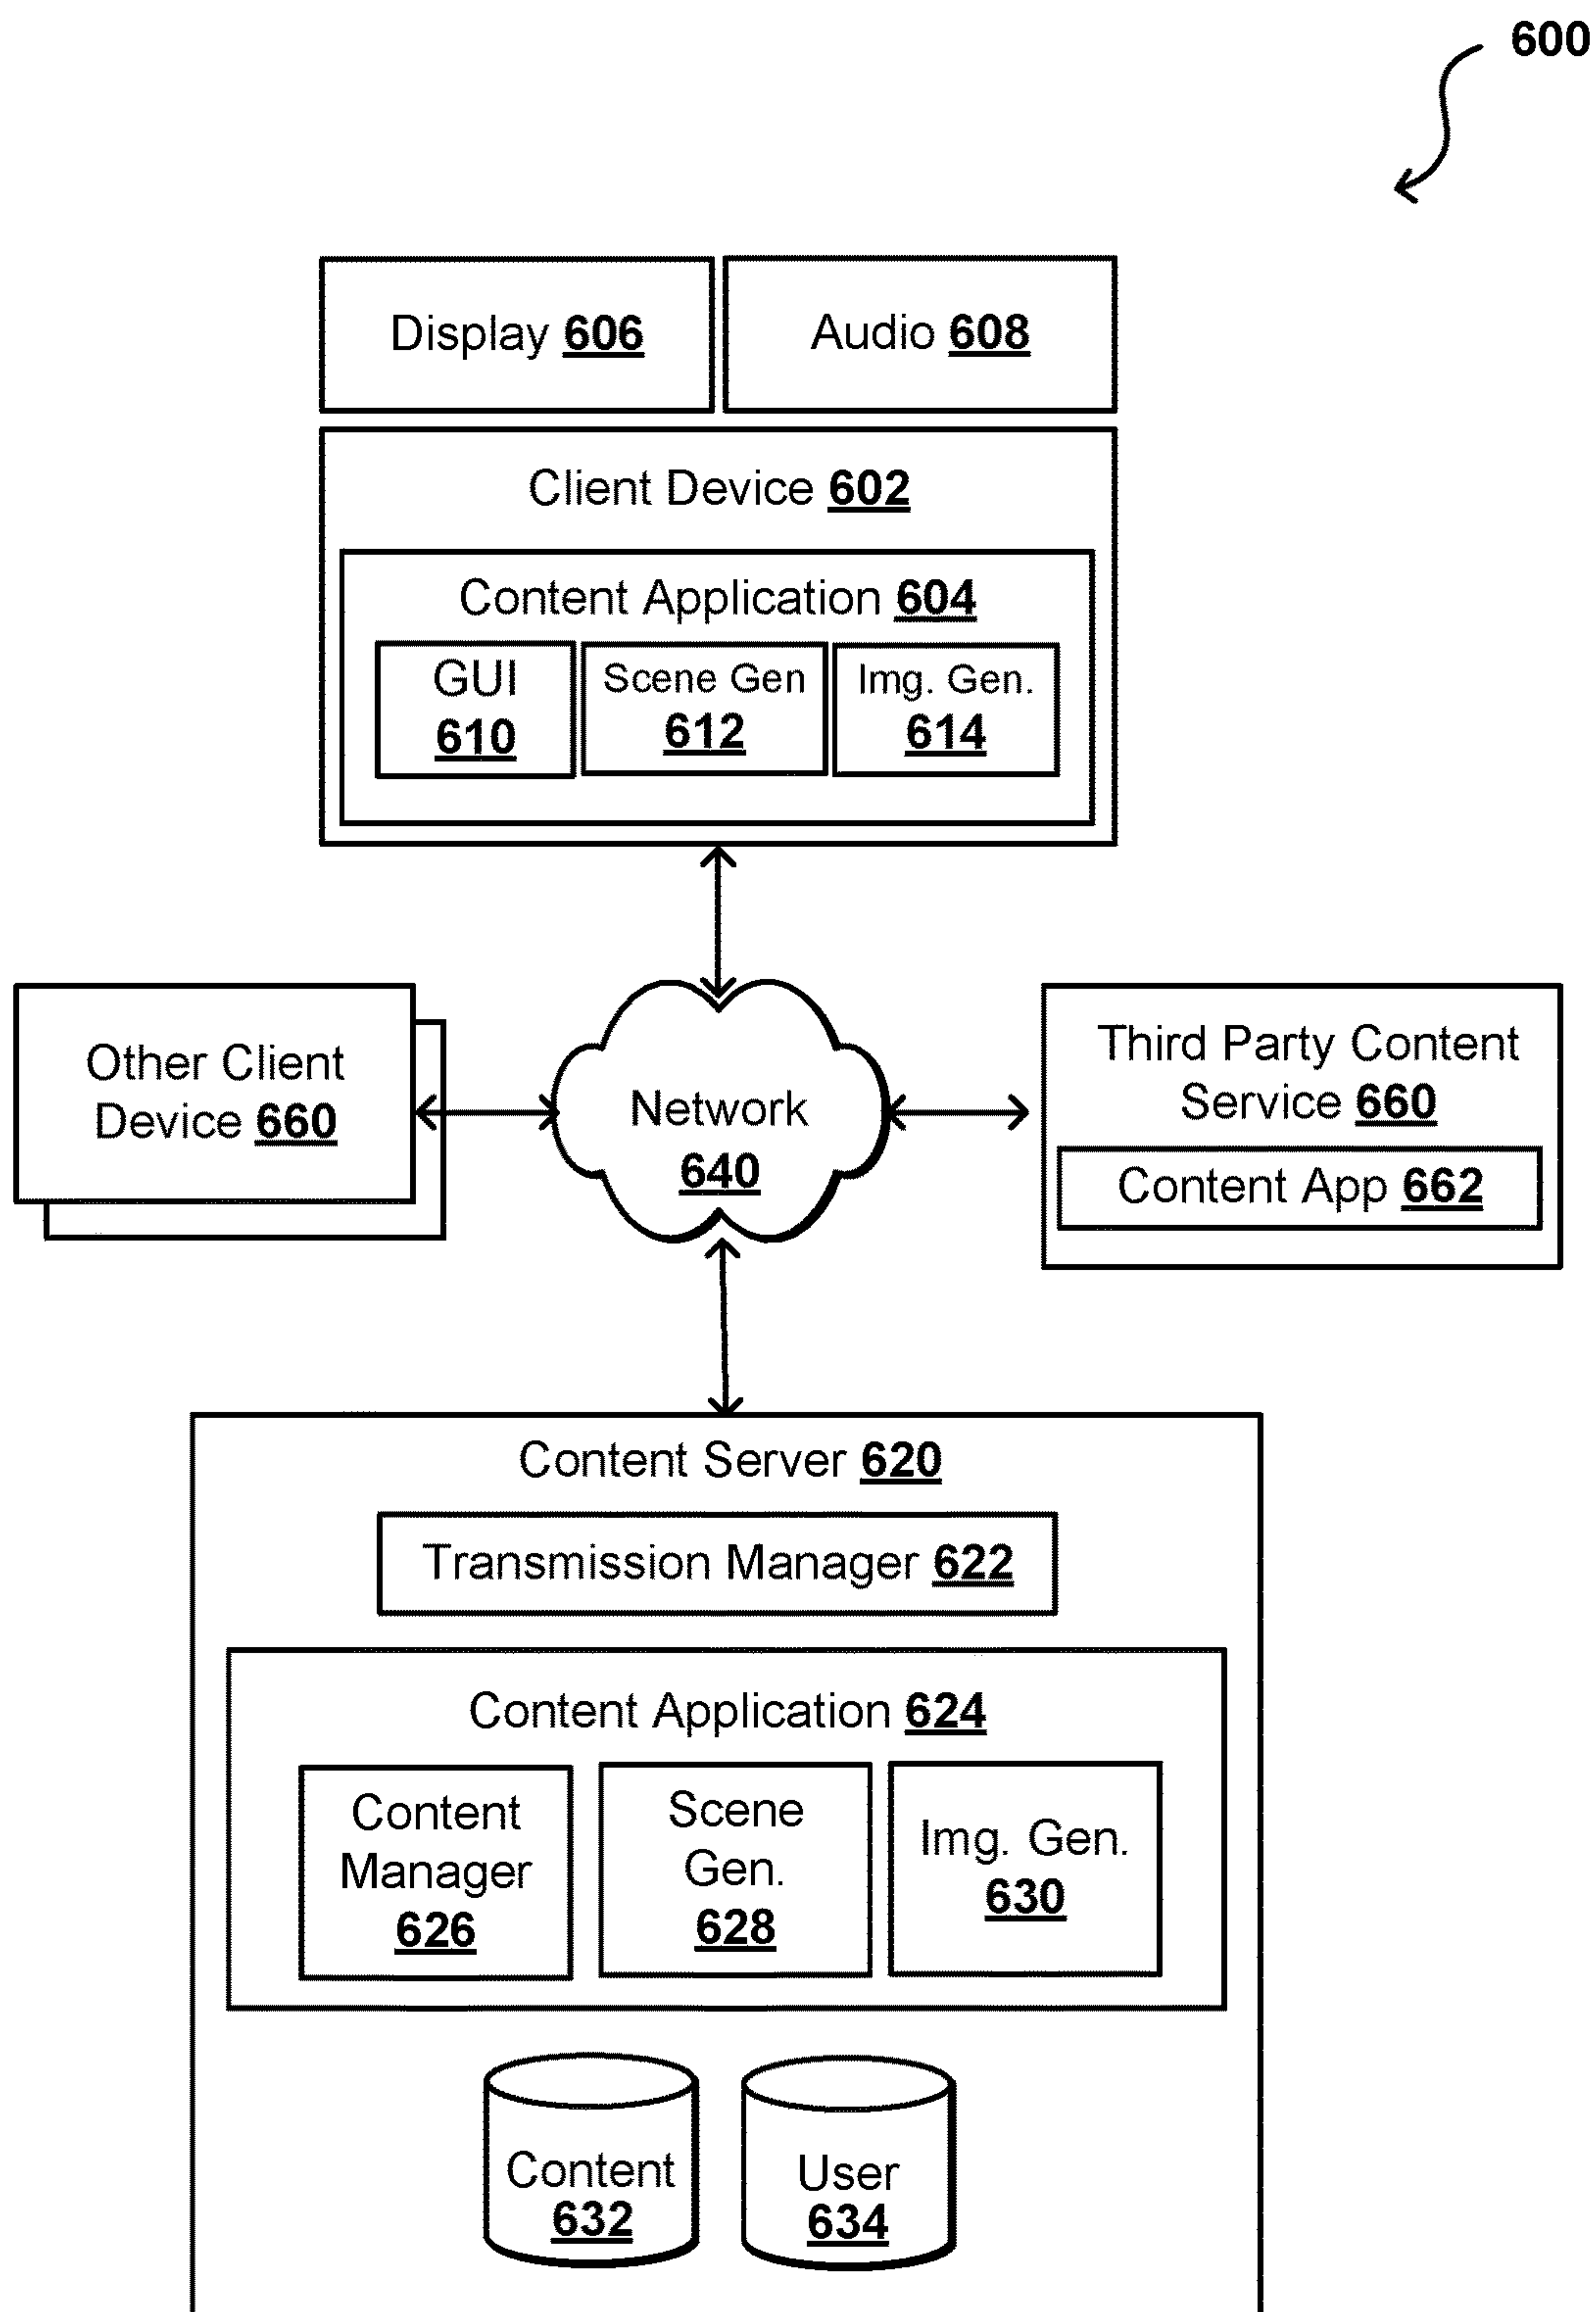 600
Display 606
Audio 608
Client Device 602
Content Application 604
GUI
610
Scene Gen
612
Img. Gen.
614
Other Client
Device 660
Network
640
Third Party Content
Service 660
Content App 662
Content Server 620
Transmission Manager 622
Content Application 624
Content
Manager
626
Scene
Gen.
628
Img. Gen.
630
Content
632
User
634